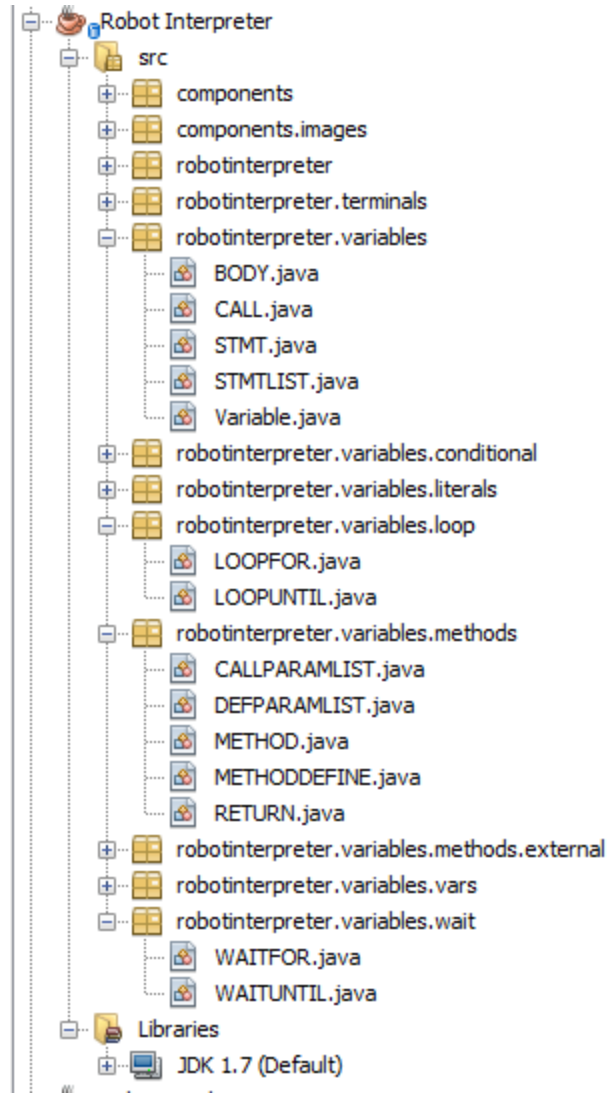 Robot Interpreter
src
components
components.images
robotinterpreter
robotinterpreter.terminals
robotinterpreter.variables
BODY.java
CALL.java
STMT.java
STMTLIST.java
Variable.java
robotinterpreter.variables.conditional
robotinterpreter.variables.literals
robotinterpreter.variables.loop
LOOPFOR.java
LOOPUNTIL.java
robotinterpreter.variables.methods
CALLPARAMLIST.java
DEFPARAMLIST.java
METHOD.java
METHODDEFINE.java
RETURN.java
robotinterpreter.variables.methods.external
robotinterpreter.variables.vars
robotinterpreter.variables.wait
WAITFOR.java
WAITUNTIL.java
Libraries
JDK 1.7 (Default)